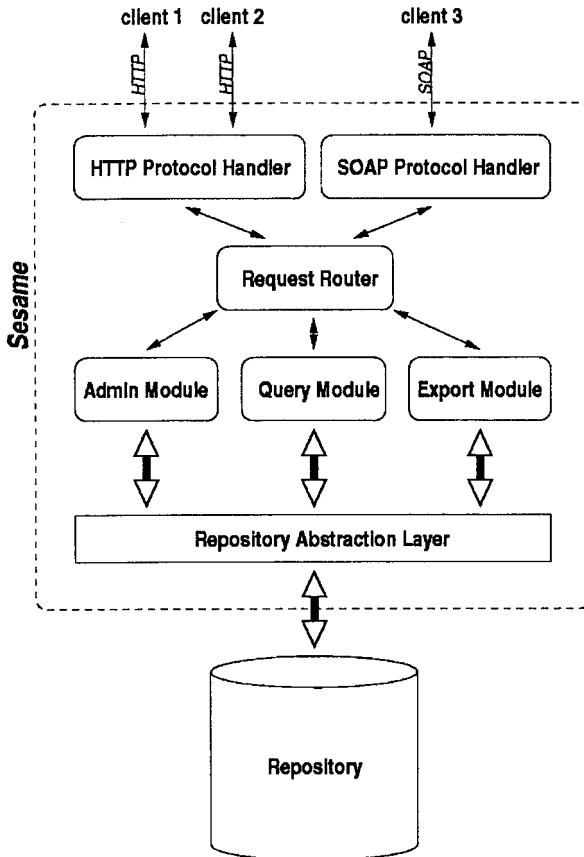 client 1
client 2
client 3
HTTP
HTTP
SOAP
HTTP Protocol Handler
SOAP Protocol Handler
Sesame
Request Router
Admin Module
Query Module
Export Module
Repository Abstraction Layer
Repository